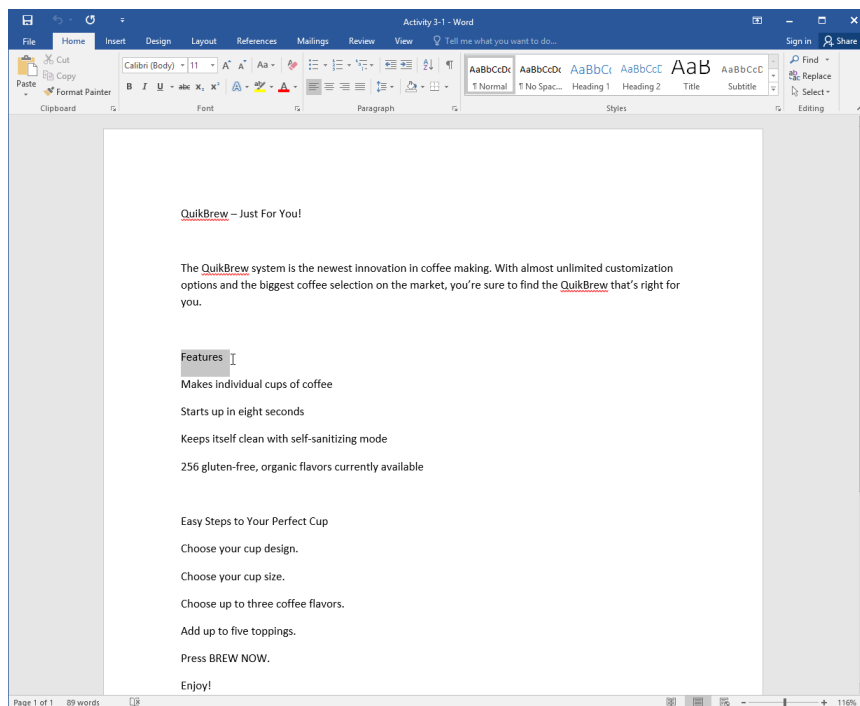 Activity 3-1 - Word
File Home Insert Design Layout References Mailings Review View Tell me what you want to do... Sign in Share
Paste Cut Copy Format Painter
Calibri (Body) 11 A A Aa
B I U abc x₂ x² A aby A
AaBbCcDc AaBbCcDc AaBbCc AaBbCcD AaB AaBbCcD
¶ Normal ¶ No Spac... Heading 1 Heading 2 Title Subtitle
Find Replace Select
Clipboard Font Paragraph Styles Editing
QuikBrew – Just For You!
The QuikBrew system is the newest innovation in coffee making. With almost unlimited customization
options and the biggest coffee selection on the market, you’re sure to find the QuikBrew that’s right for
you.
Features
Makes individual cups of coffee
Starts up in eight seconds
Keeps itself clean with self-sanitizing mode
256 gluten-free, organic flavors currently available
Easy Steps to Your Perfect Cup
Choose your cup design.
Choose your cup size.
Choose up to three coffee flavors.
Add up to five toppings.
Press BREW NOW.
Enjoy!
Page 1 of 1 89 words 116%